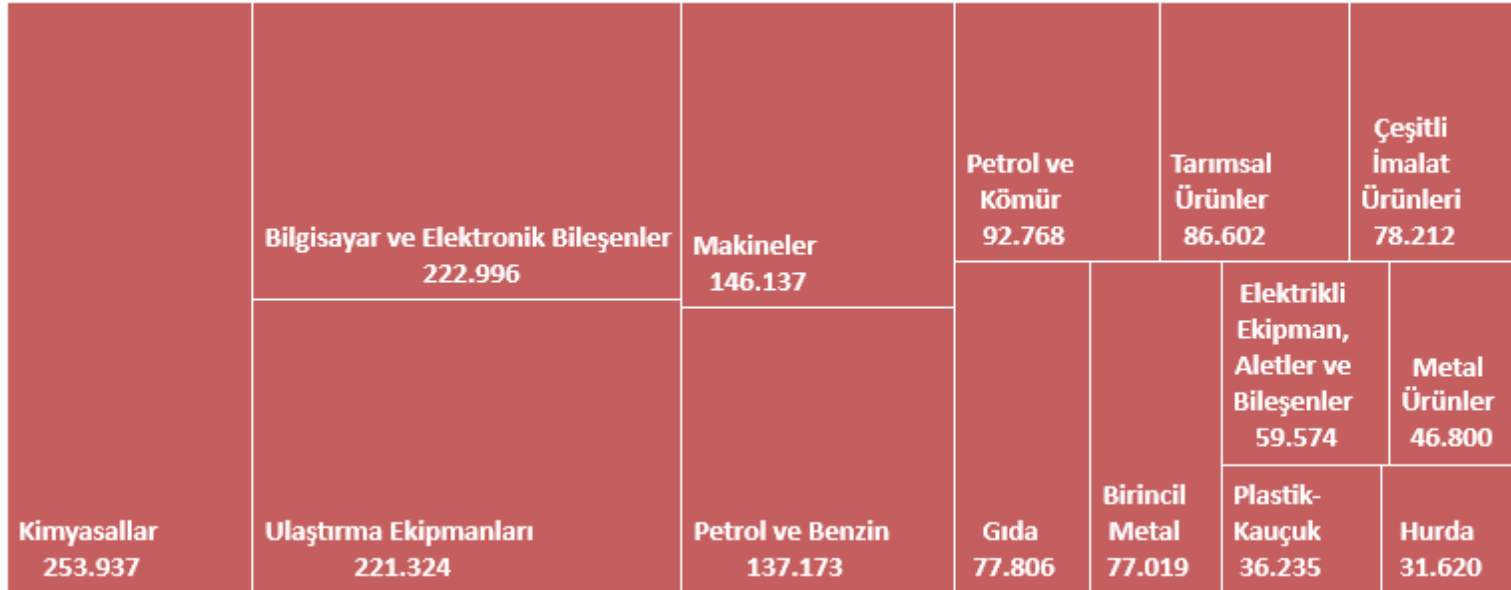 Kimyasallar
253.937
Bilgisayar ve Elektronik Bileşenler
222.996
Ulaştırma Ekipmanları
221.324
Makineler
146.137
Petrol ve Benzin
137.173
Petrol ve
Kömür
92.768
Tarımsal
Ürünler
86.602
Çeşitli
İmalat
Ürünleri
78.212
Gıda
77.806
Birincil
Metal
77.019
Elektrikli
Ekipman,
Aletler ve
Bileşenler
59.574
Metal
Ürünler
46.800
Plastik-
Kauçuk
36.235
Hurda
31.620